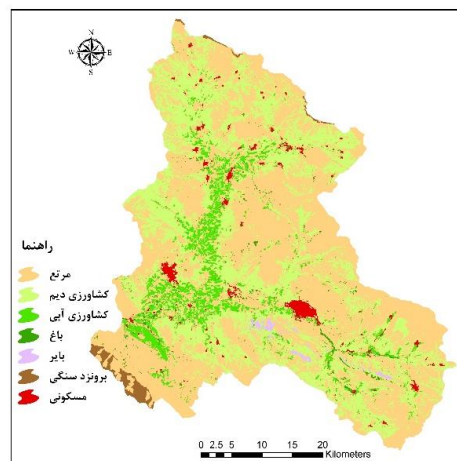 N
W E
S
راهنما
مرتع
کشاورزی دیم
کشاورزی آبی
باغ
بایر
برونزد سنگی
مسکونی
0 2.5 5 10 15 20
Kilometers